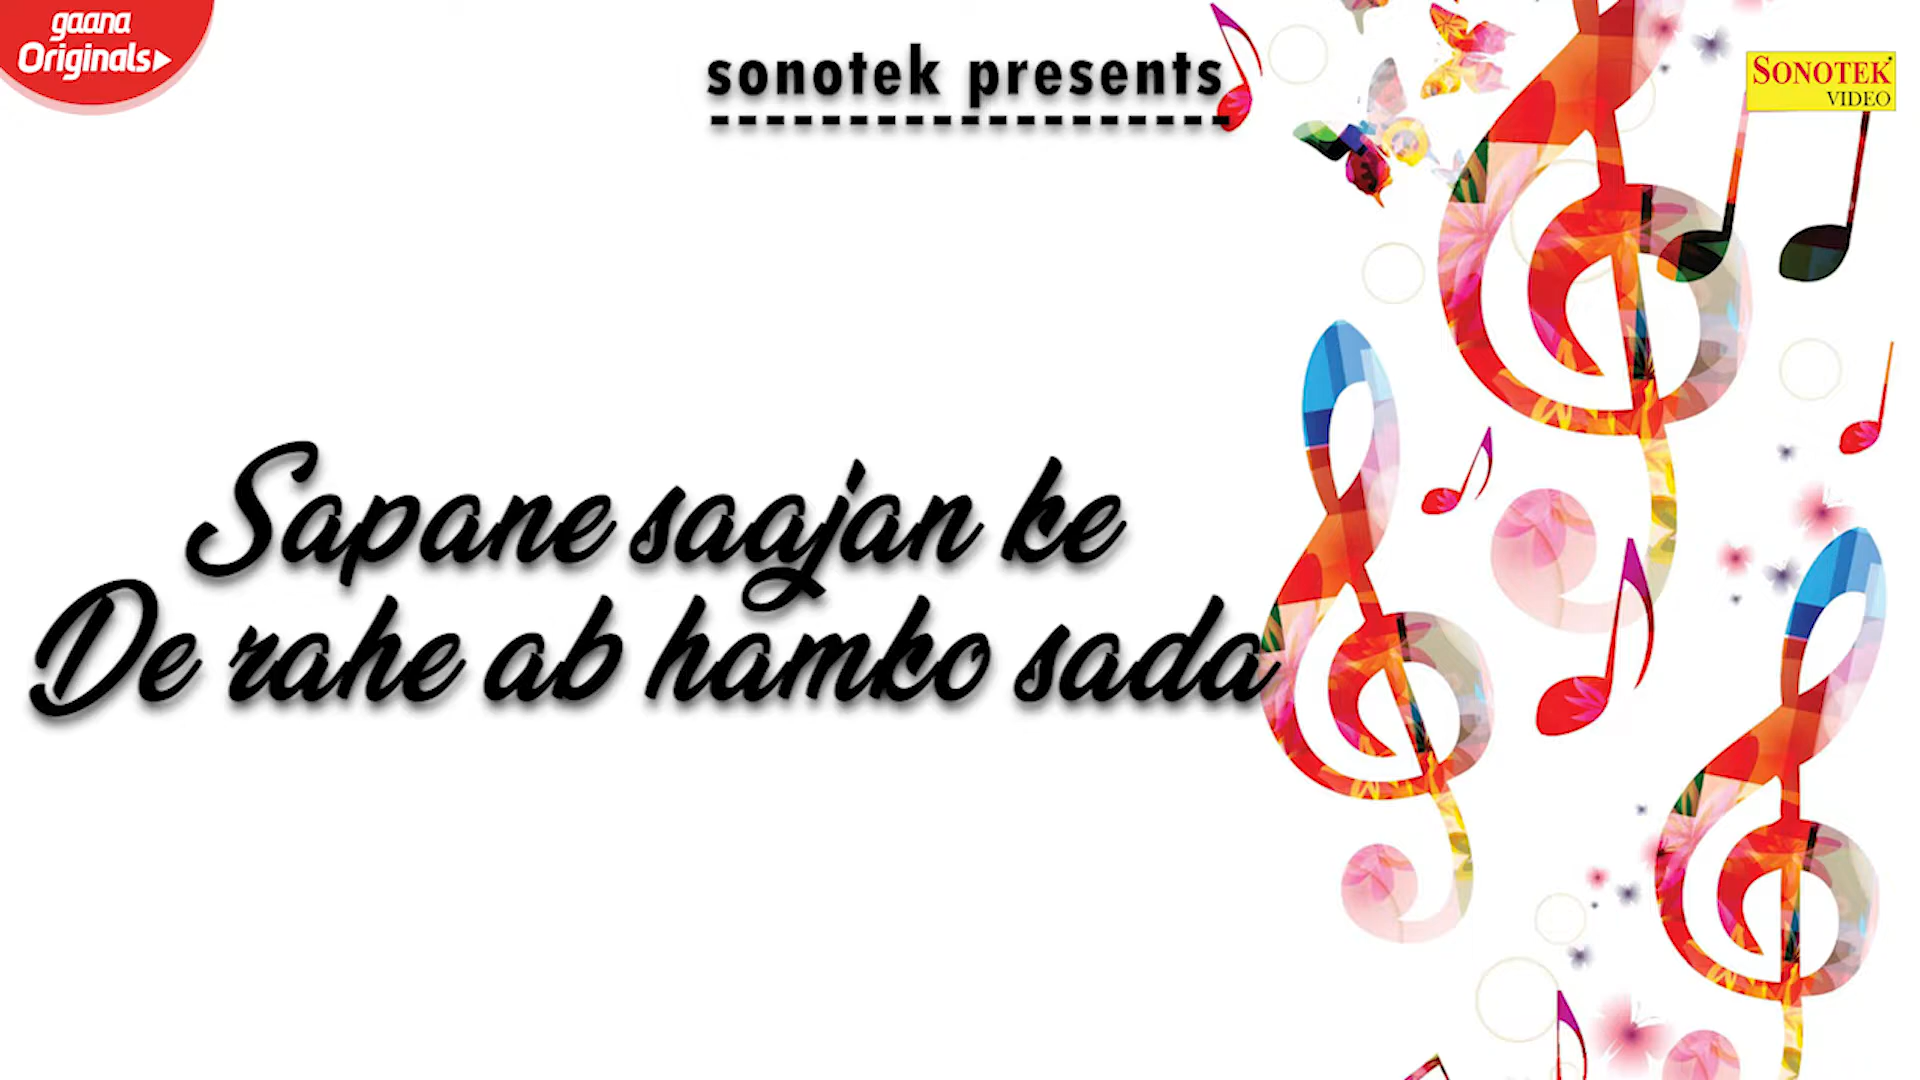 gaana
Originals
sonotek presents
SONOTEK
VIDEO
Sapane saajan ke
De rahe ab hamko sada